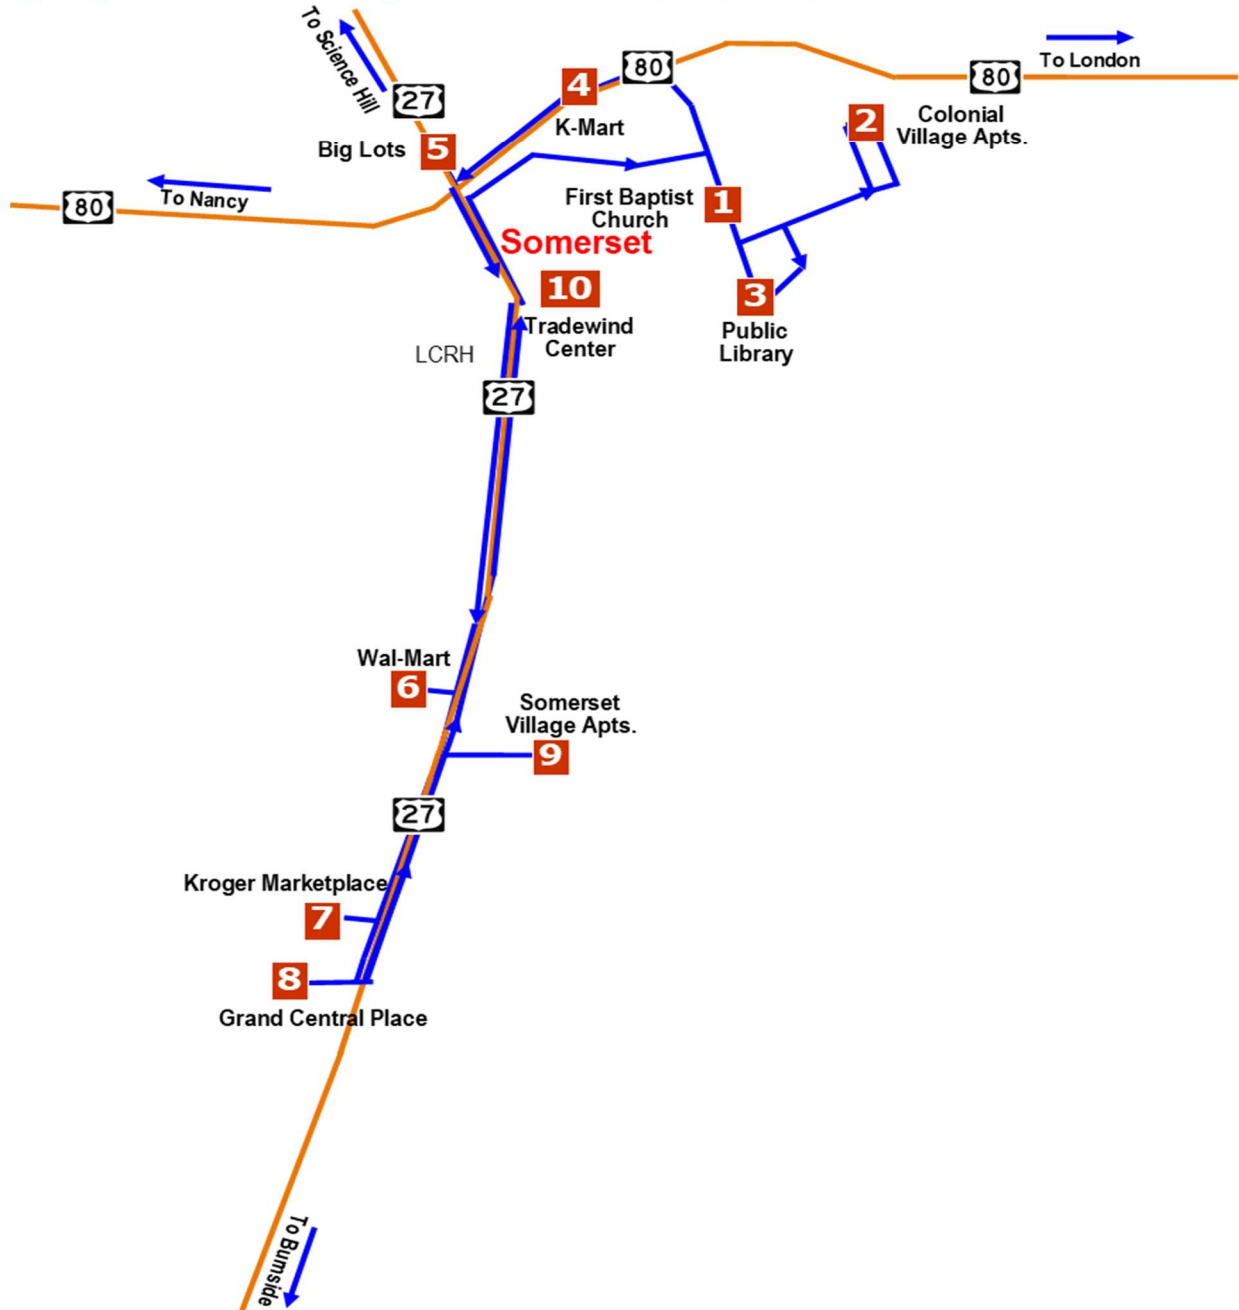 To Science Hill
27
4
80
To London
80
K-Mart
2
Colonial
Village Apts.
Big Lots
5
To Nancy
80
First Baptist
Church
1
Somerset
10
Tradewind
Center
3
Public
Library
LCRH
27
Wal-Mart
6
Somerset
Village Apts.
9
27
Kroger Marketplace
7
8
Grand Central Place
To Burnside